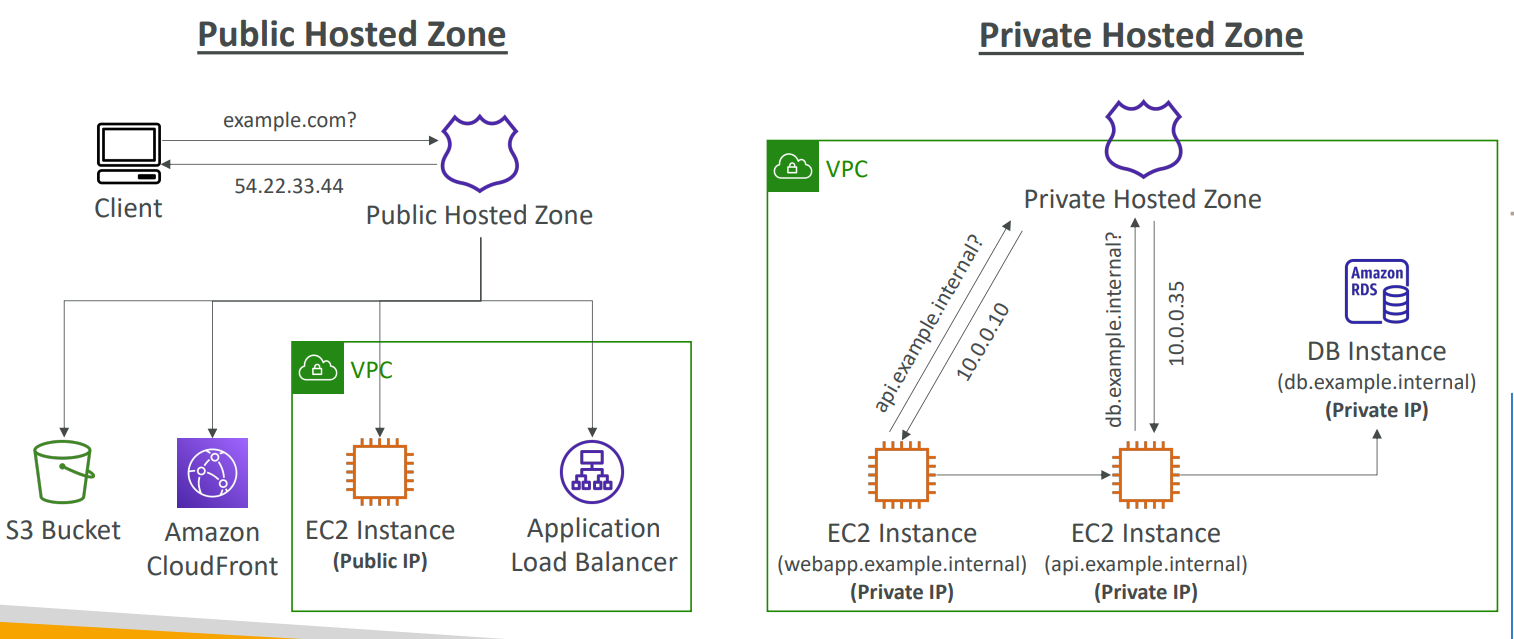 Public Hosted Zone
example.com?
54.22.33.44
Client
Public Hosted Zone
VPC
S3 Bucket
Amazon
CloudFront
EC2 Instance
(Public IP)
Application
Load Balancer
Private Hosted Zone
VPC
Private Hosted Zone
api.example.internal?
10.0.0.10
db.example.internal?
10.0.0.35
Amazon
RDS
DB Instance
(db.example.internal)
(Private IP)
EC2 Instance
(webapp.example.internal)
(Private IP)
EC2 Instance
(api.example.internal)
(Private IP)